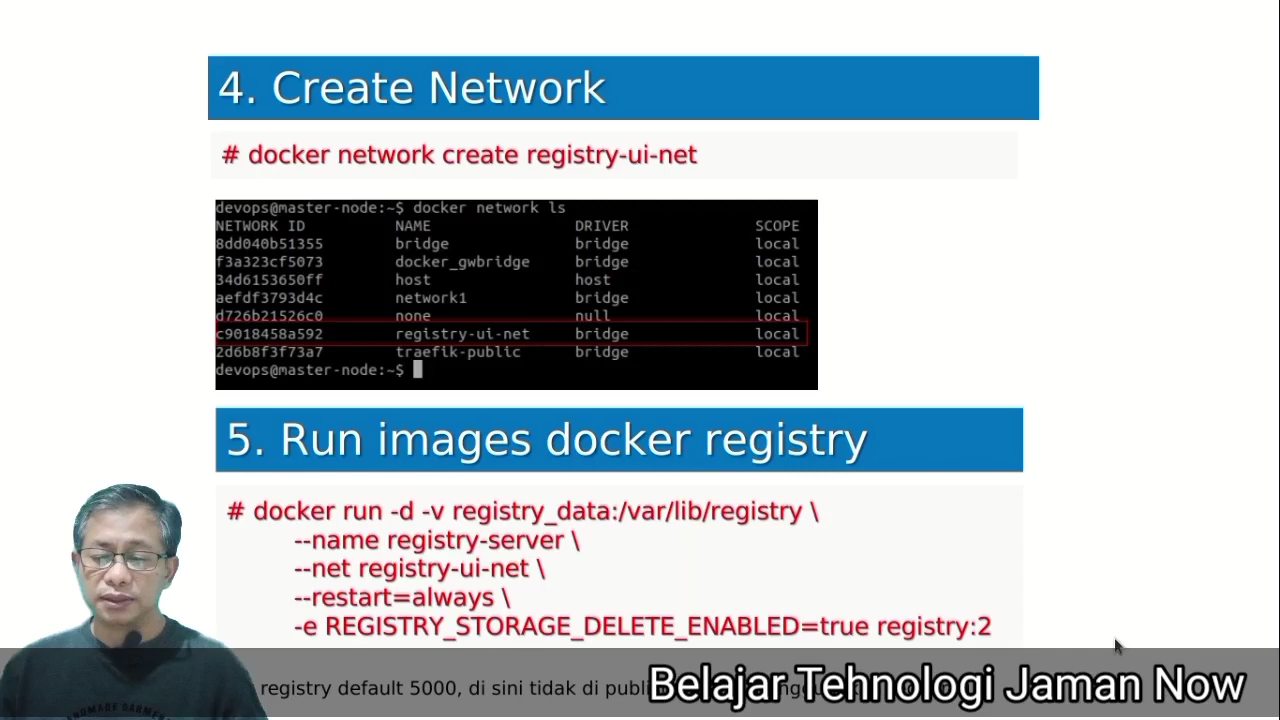 4. Create Network
# docker network create registry-ui-net
devops@master-node:~$ docker network ls
NETWORK ID NAME DRIVER SCOPE
8dd040b51355 bridge bridge local
f3a323cf5073 docker_gwbridge bridge local
34d6153650ff host host local
aefdf3793d4c network1 bridge local
d726b21526c0 none null local
c9018458a592 registry-ui-net bridge local
2d6b8f3f73a7 traefik-public bridge local
devops@master-node:~$
5. Run images docker registry
# docker run -d -v registry_data:/var/lib/registry \
--name registry-server \
--net registry-ui-net \
--restart=always \
-e REGISTRY_STORAGE_DELETE_ENABLED=true registry:2
registry default 5000, di sini tidak di
Belajar Tehnologi Jaman Now